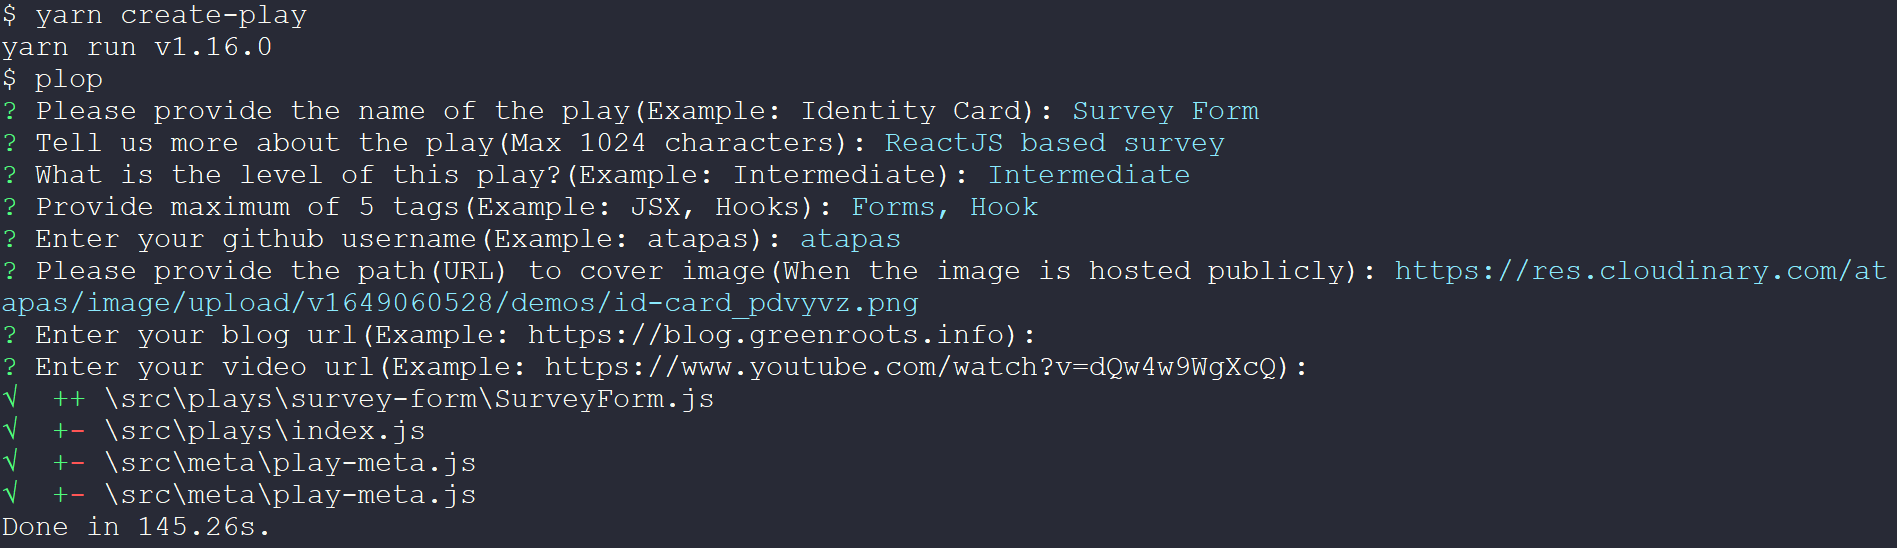 $ yarn create-play
yarn run v1.16.0
$ plop
? Please provide the name of the play(Example: Identity Card): Survey Form
? Tell us more about the play(Max 1024 characters): ReactJS based survey
? What is the level of this play?(Example: Intermediate): Intermediate
? Provide maximum of 5 tags(Example: JSX, Hooks): Forms, Hook
? Enter your github username(Example: atapas): atapas
? Please provide the path(URL) to cover image(When the image is hosted publicly): https://res.cloudinary.com/at
apas/image/upload/v1649060528/demos/id-card_pdvyvz.png
? Enter your blog url(Example: https://blog.greenroots.info):
? Enter your video url(Example: https://www.youtube.com/watch?v=dQw4w9WgXcQ):
√  ++ \src\plays\survey-form\SurveyForm.js
√  +- \src\plays\index.js
√  +- \src\meta\play-meta.js
√  +- \src\meta\play-meta.js
Done in 145.26s.